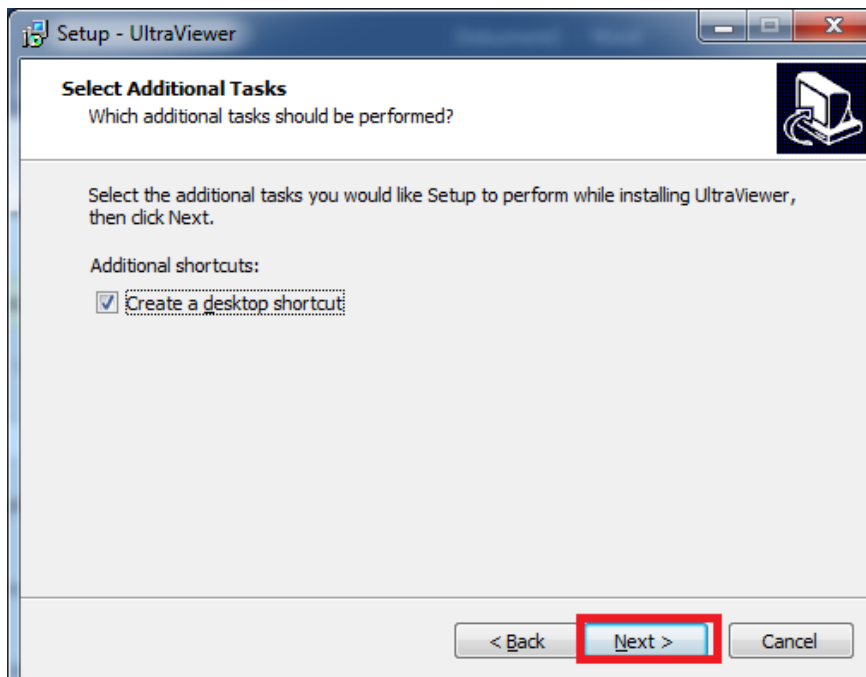 Setup - UltraViewer
Select Additional Tasks
Which additional tasks should be performed?
Select the additional tasks you would like Setup to perform while installing UltraViewer,
then click Next.
Additional shortcuts:
Create a desktop shortcut
< Back Next > Cancel